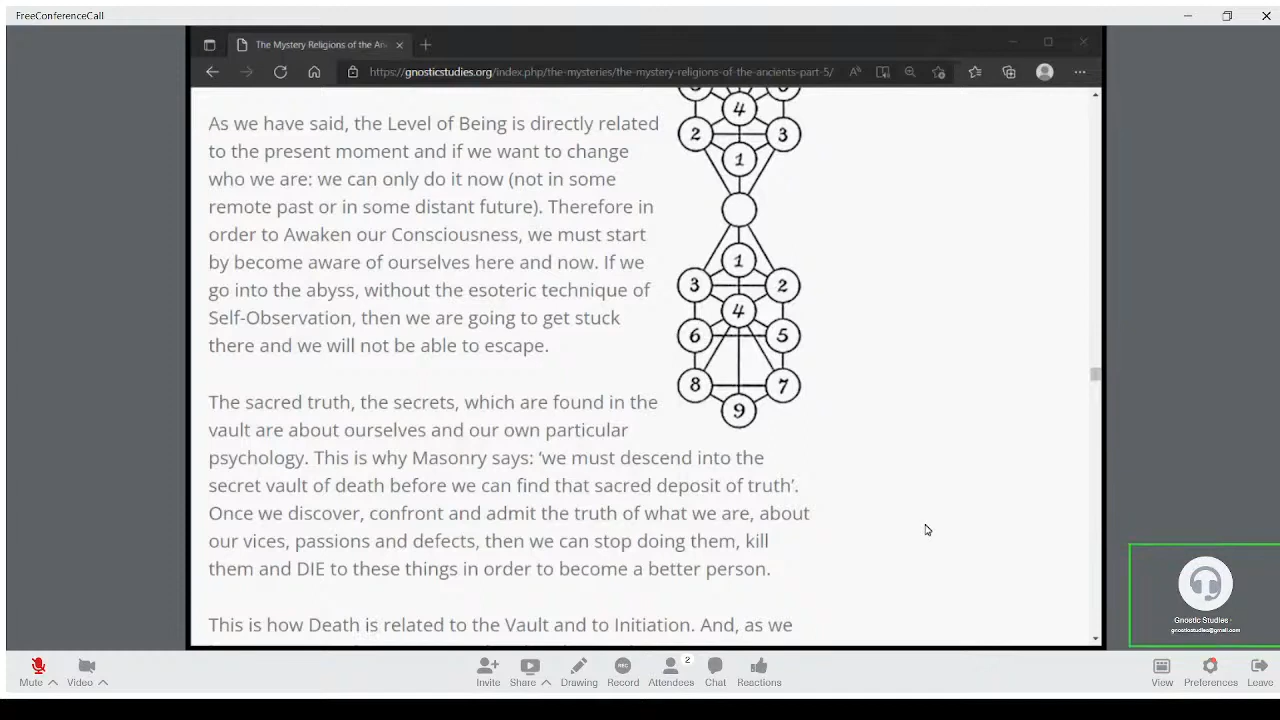 FreeConferenceCall
The Mystery Religions of the An
https://gnosticstudies.org/index.php/the-mysteries/the-mystery-religions-of-the-ancients-part-5/
As we have said, the Level of Being is directly related
to the present moment and if we want to change
who we are: we can only do it now (not in some
remote past or in some distant future). Therefore in
order to Awaken our Consciousness, we must start
by become aware of ourselves here and now. If we
go into the abyss, without the esoteric technique of
Self-Observation, then we are going to get stuck
there and we will not be able to escape.
4
2 3
1
1
3 2
4
6 5
8 7
9
The sacred truth, the secrets, which are found in the
vault are about ourselves and our own particular
psychology. This is why Masonry says: ‘we must descend into the
secret vault of death before we can find that sacred deposit of truth’.
Once we discover, confront and admit the truth of what we are, about
our vices, passions and defects, then we can stop doing them, kill
them and DIE to these things in order to become a better person.
This is how Death is related to the Vault and to Initiation. And, as we
Gnostic Studies -
gnosticstudies@gmail.com
REC
2
Mute Video Invite Share Drawing Record Attendees Chat Reactions View Preferences Leave